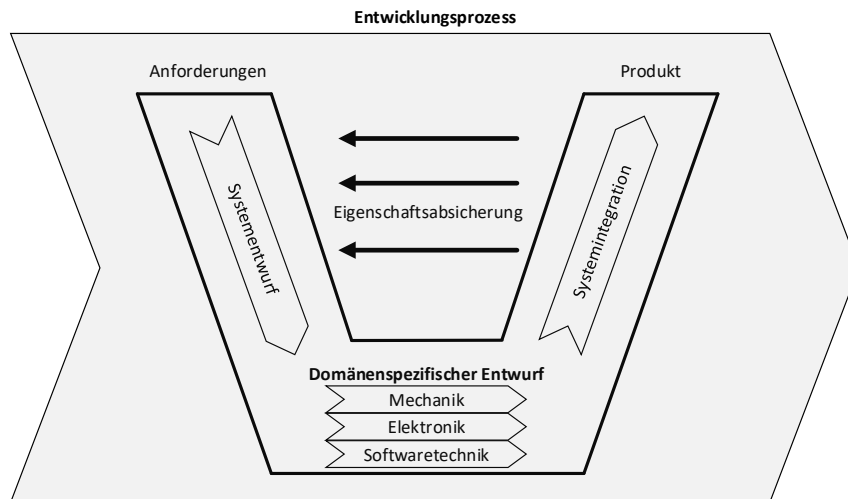 Entwicklungsprozess
Anforderungen
Produkt
Systementwurf
Eigenschaftsabsicherung
Systemintegration
Domänenspezifischer Entwurf
Mechanik
Elektronik
Softwaretechnik